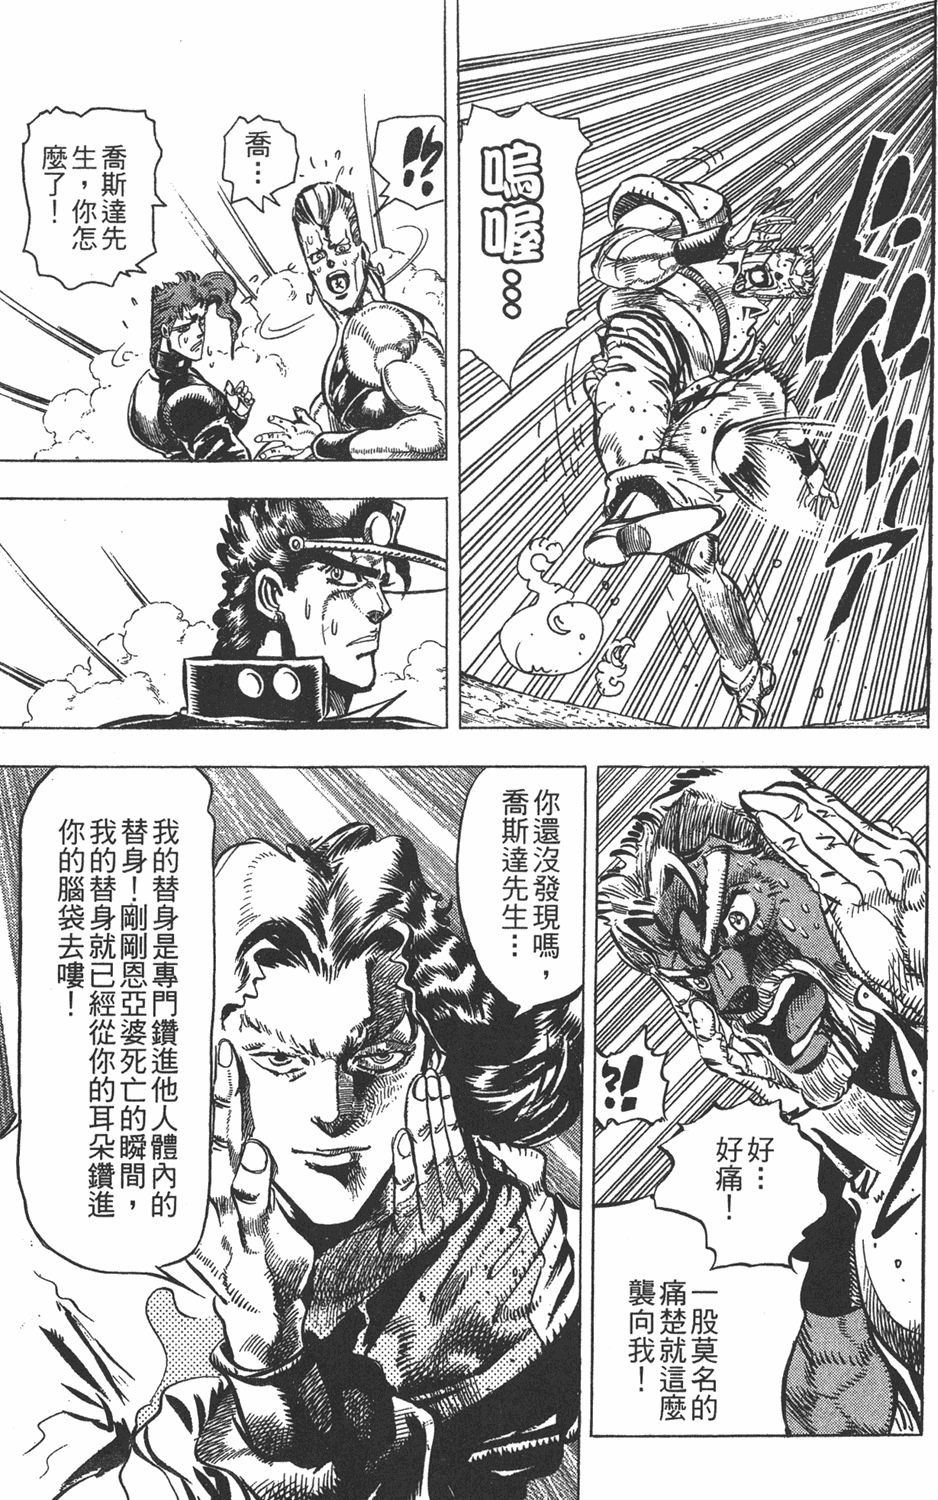 嗚喔…
ドババァ
!?
喬…
喬斯達先
生，你怎
麼了！
!?
好…
好痛！
一股莫名的
痛楚就這麼
襲向我！
你還沒發現嗎，
喬斯達先生…
我的替身是專門鑽進他人體內的
替身！剛剛恩亞婆死亡的瞬間，
我的替身就已經從你的耳朵鑽進
你的腦袋去嘍！